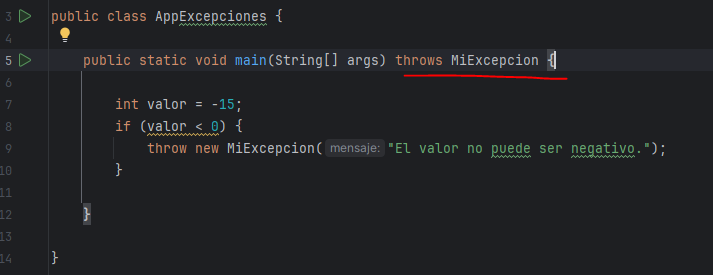 3 public class AppExcepciones {
4
5 public static void main(String[] args) throws MiExcepcion {
6
7 int valor = -15;
8 if (valor < 0) {
9 throw new MiExcepcion( mensaje: "El valor no puede ser negativo.");
10 }
11
12 }
13
14 }